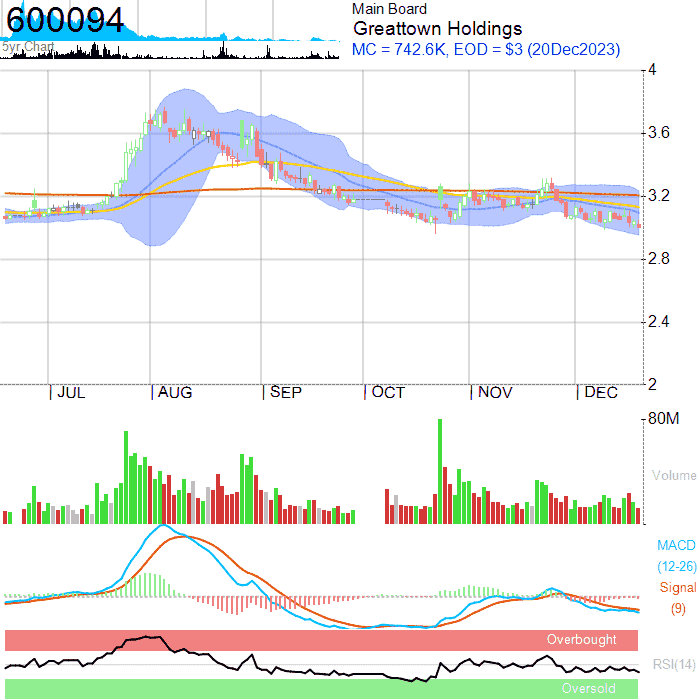 600094
5yr Chart
Main Board
Greattown Holdings
MC = 742.6K, EOD = $3 (20Dec2023)
4
3.6
3.2
2.8
2.4
2
JUL
AUG
SEP
OCT
NOV
DEC
80M
Volume
MACD
(12-26)
Signal
(9)
Overbought
RSI(14)
Oversold